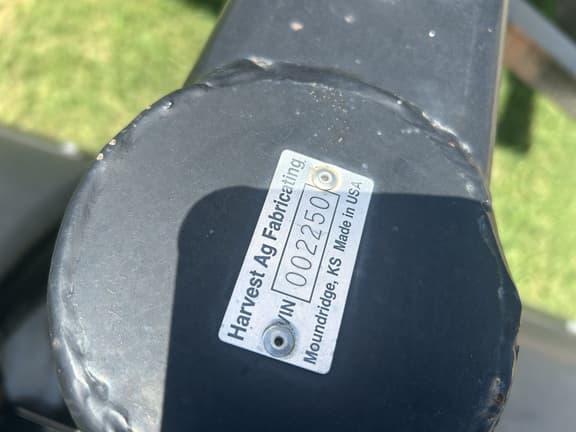 Harvest Ag Fabricating
VIN 002250
Moundridge, KS Made in USA